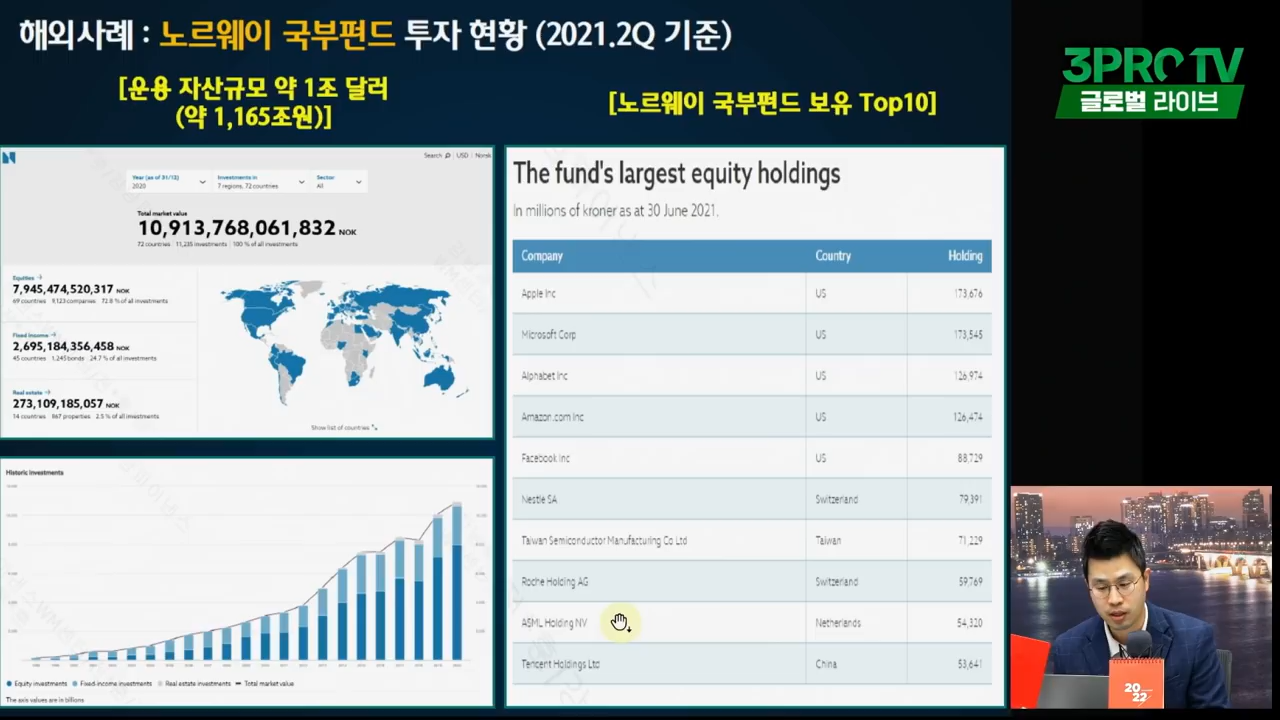 해외사례 : 노르웨이 국부펀드 투자 현황 (2021.2Q 기준)
3PRO TV
글로벌 라이브
[운용 자산규모 약 1조 달러
(약 1,165조원)]
[노르웨이 국부펀드 보유 Top10]
Search | USD | Norsk
Year (as of 31/12)
2020
Investments in
7 regions, 72 countries
Sector
All
Total market value
10,913,768,061,832 NOK
72 countries 11,235 investments 100 % of all investments
Equities →
7,945,474,520,317 NOK
69 countries 9,123 companies 72.8 % of all investments
Fixed income →
2,695,184,356,458 NOK
45 countries 1,245 bonds 24.7 % of all investments
Real estate →
273,109,185,057 NOK
14 countries 867 properties 2.5 % of all investments
Show list of countries
Historic investments
Equity investments Fixed-income investments Real estate investments Total market value
The axis values are in billions
The fund's largest equity holdings
In millions of kroner as at 30 June 2021.
Company Country Holding
Apple Inc US 173,676
Microsoft Corp US 173,545
Alphabet Inc US 126,974
Amazon.com Inc US 126,474
Facebook Inc US 88,729
Nestle SA Switzerland 79,391
Taiwan Semiconductor Manufacturing Co Ltd Taiwan 71,229
Roche Holding AG Switzerland 59,769
ASML Holding NV Netherlands 54,320
Tencent Holdings Ltd China 53,641
20
22